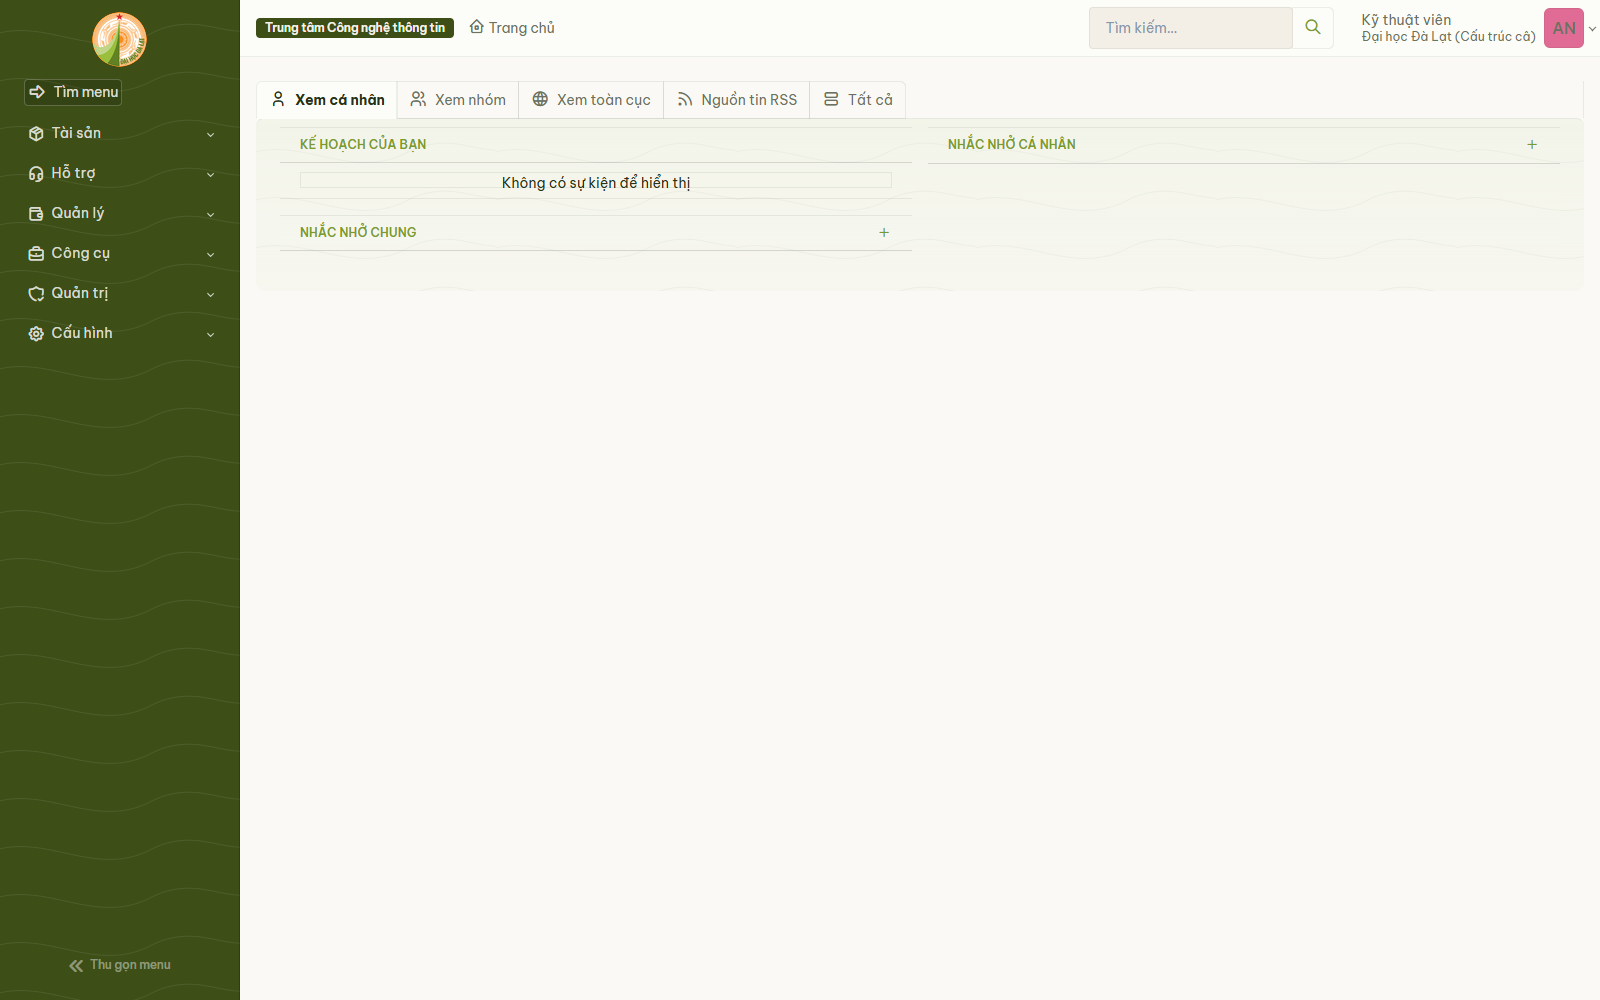 Trung tâm Công nghệ thông tin
Trang chủ
Tìm kiếm...
Kỹ thuật viên
Đại học Đà Lạt (Cấu trúc câ)
AN
Tìm menu
Tài sản
Hỗ trợ
Quản lý
Công cụ
Quản trị
Cấu hình
Thu gọn menu
Xem cá nhân
Xem nhóm
Xem toàn cục
Nguồn tin RSS
Tất cả
KẾ HOẠCH CỦA BẠN
Không có sự kiện để hiển thị
NHẮC NHỞ CHUNG
NHẮC NHỞ CÁ NHÂN